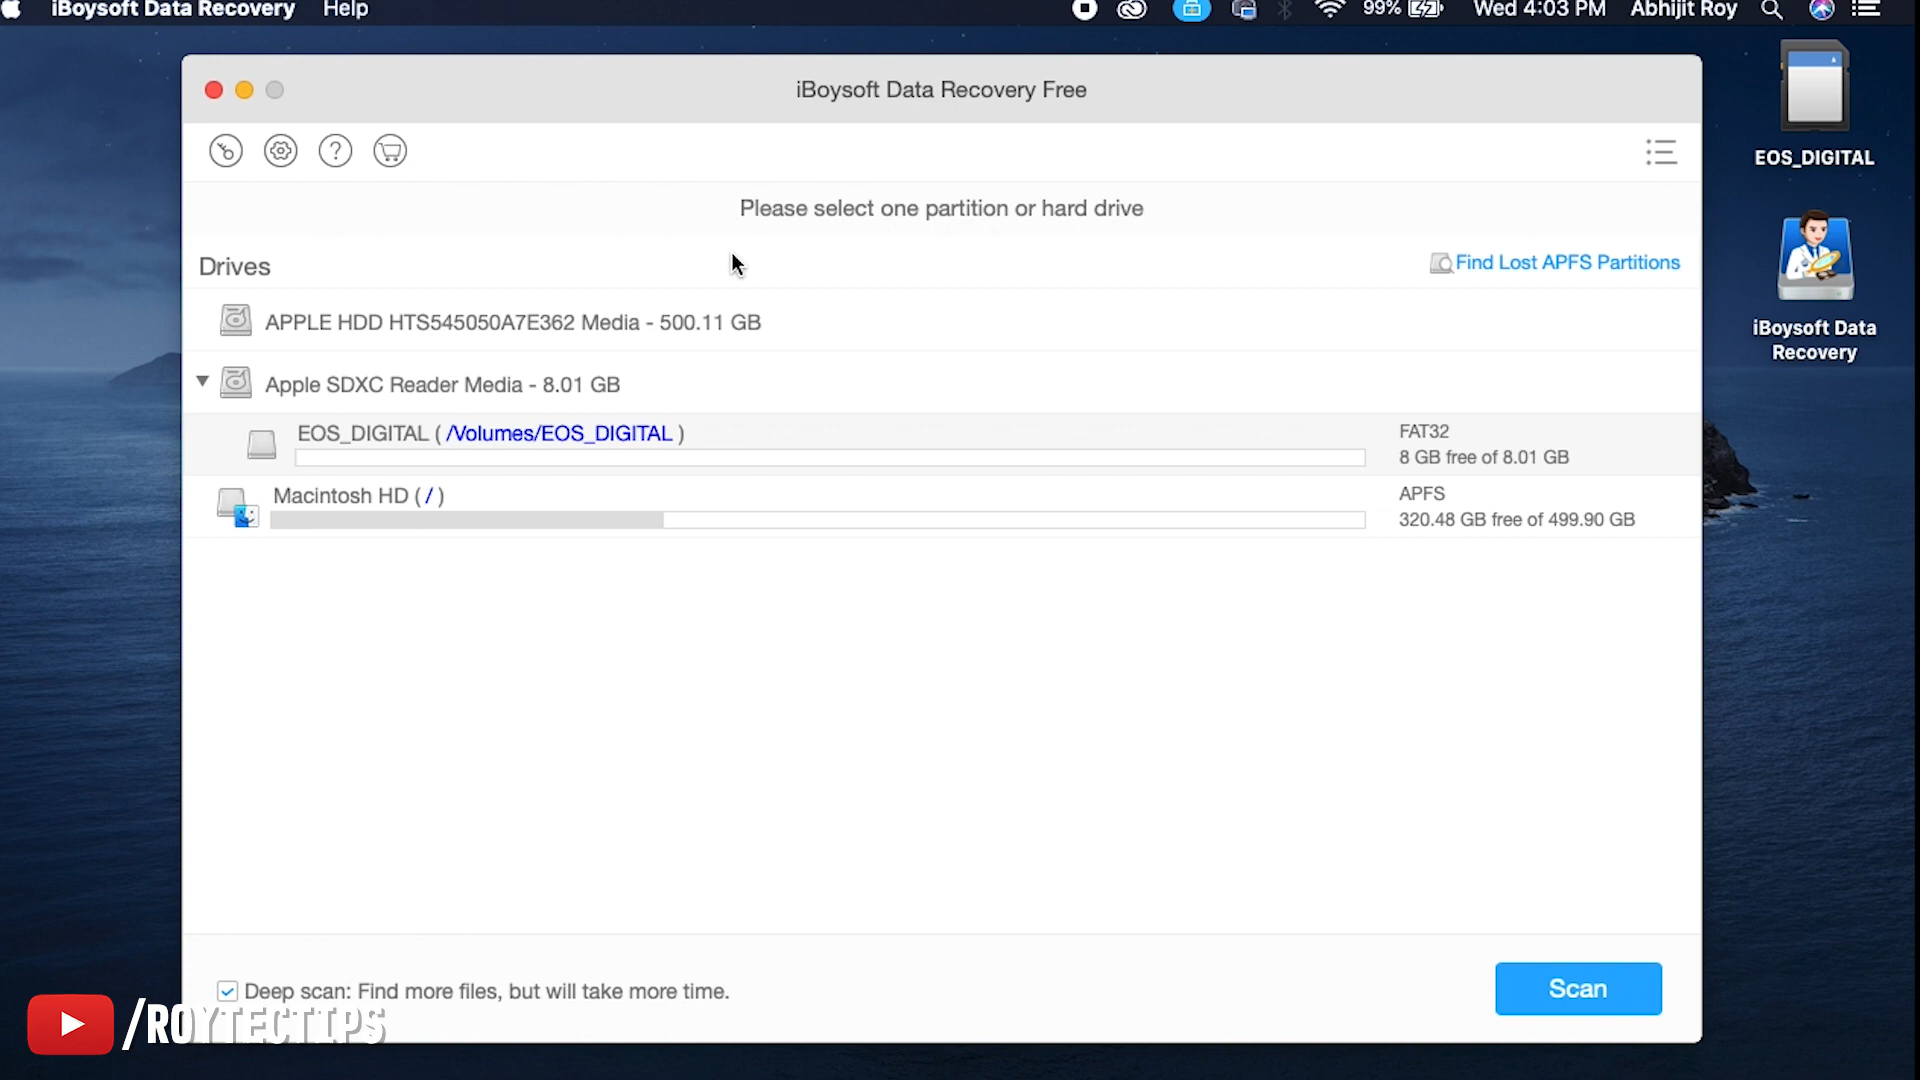 iBoysoft Data Recovery Help 99% Wed 4:03 PM Abhijit Roy
iBoysoft Data Recovery Free
EOS_DIGITAL
Please select one partition or hard drive
Drives
Find Lost APFS Partitions
APPLE HDD HTS545050A7E362 Media - 500.11 GB
iBoysoft Data
Recovery
Apple SDXC Reader Media - 8.01 GB
EOS_DIGITAL ( /Volumes/EOS_DIGITAL )
FAT32
8 GB free of 8.01 GB
Macintosh HD ( / )
APFS
320.48 GB free of 499.90 GB
Deep scan: Find more files, but will take more time.
Scan
/ROYTECTIPS